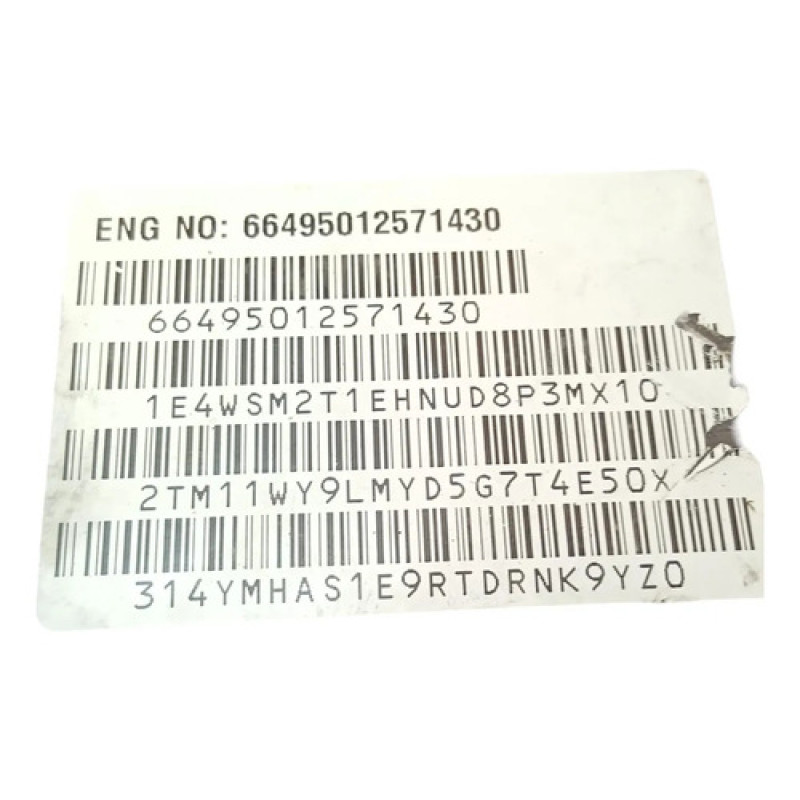 ENG NO: 66495012571430
66495012571430
1E4WSM2T1EHNUD8P3MX10
2TM11WY9LMYD5G7T4E50X
314YMHAS1E9RTDRNK9YZ0